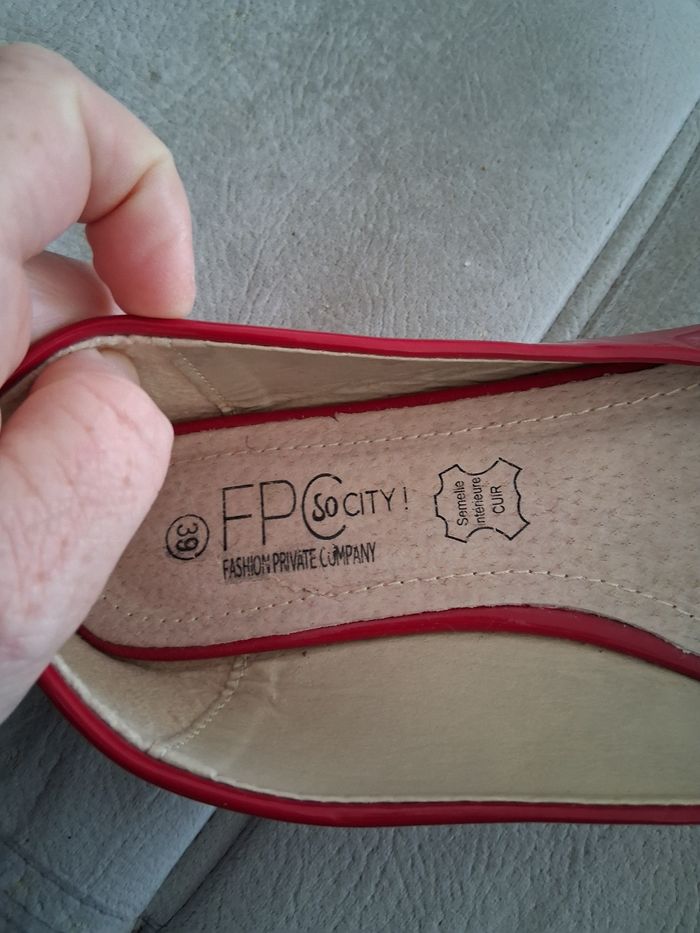 39
FPC SO CITY !
FASHION PRIVATE COMPANY
Semelle
intérieure
CUIR